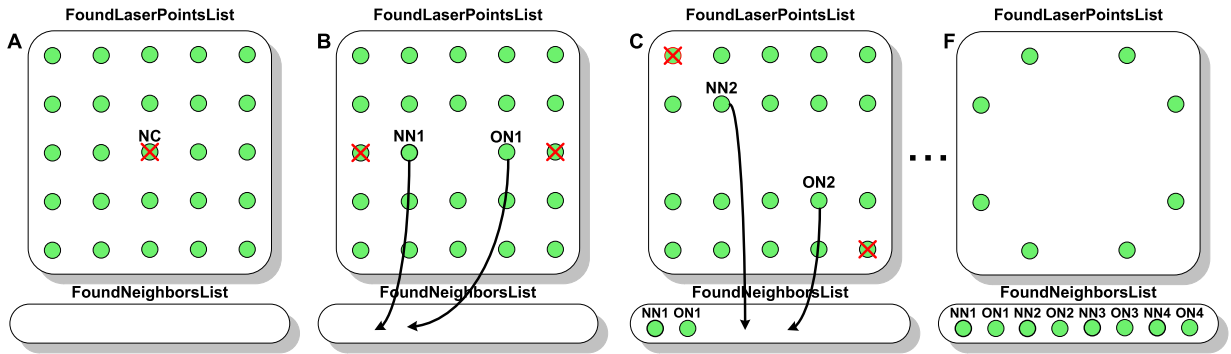 FoundLaserPointsList FoundLaserPointsList FoundLaserPointsList FoundLaserPointsList
A B C F
NN2
NC NN1 ON1
ON2
...
FoundNeighborsList FoundNeighborsList FoundNeighborsList FoundNeighborsList
NN1 ON1 NN1 ON1 NN2 ON2 NN3 ON3 NN4 ON4